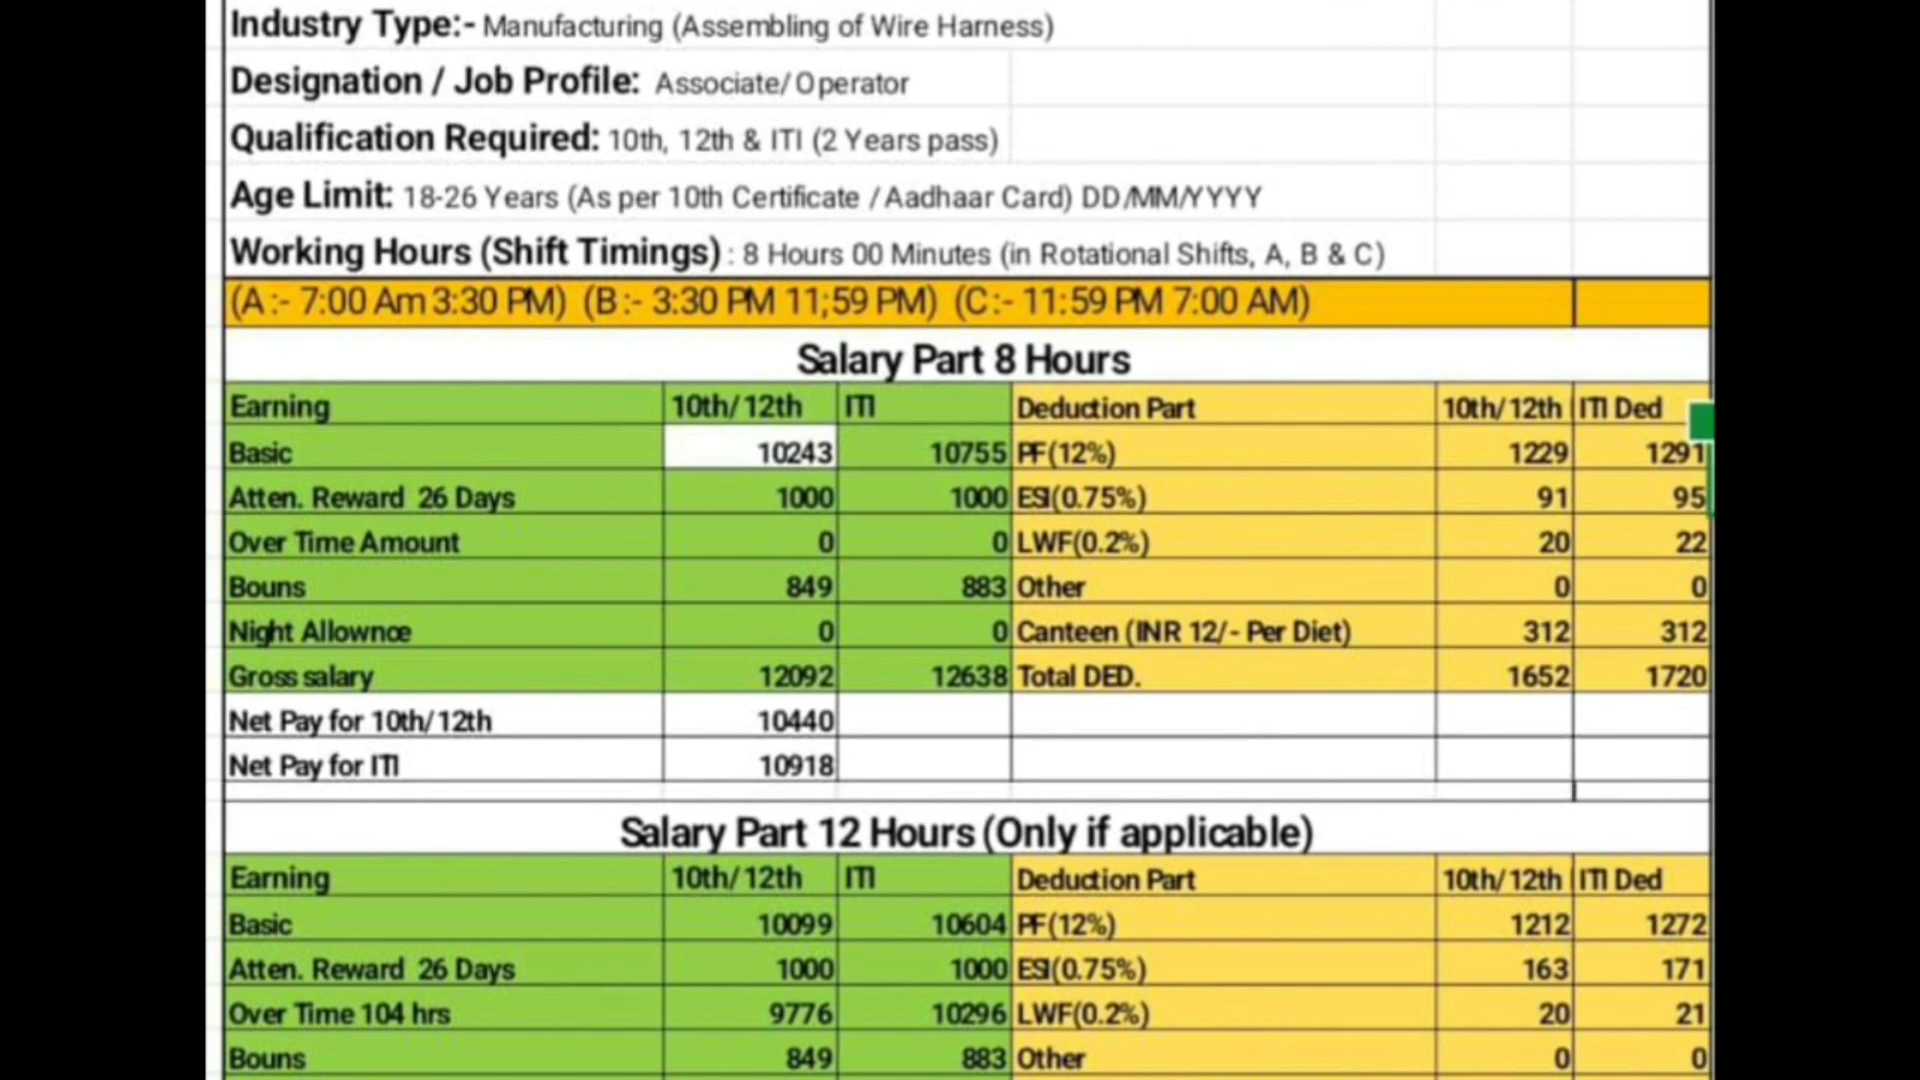 Industry Type:- Manufacturing (Assembling of Wire Harness)
Designation / Job Profile: Associate/Operator
Qualification Required: 10th, 12th & ITI (2 Years pass)
Age Limit: 18-26 Years (As per 10th Certificate / Aadhaar Card) DD/MM/YYYY
Working Hours (Shift Timings) : 8 Hours 00 Minutes (in Rotational Shifts, A, B & C)
(A :- 7:00 Am 3:30 PM) (B :- 3:30 PM 11;59 PM) (C :- 11:59 PM 7:00 AM)
Salary Part 8 Hours
Earning 10th/12th ITI Deduction Part 10th/12th ITI Ded
Basic 10243 10755 PF(12%) 1229 1291
Atten. Reward 26 Days 1000 1000 ESI(0.75%) 91 95
Over Time Amount 0 0 LWF(0.2%) 20 22
Bouns 849 883 Other 0 0
Night Allownce 0 0 Canteen (INR 12/- Per Diet) 312 312
Gross salary 12092 12638 Total DED. 1652 1720
Net Pay for 10th/12th 10440
Net Pay for ITI 10918
Salary Part 12 Hours (Only if applicable)
Earning 10th/12th ITI Deduction Part 10th/12th ITI Ded
Basic 10099 10604 PF(12%) 1212 1272
Atten. Reward 26 Days 1000 1000 ESI(0.75%) 163 171
Over Time 104 hrs 9776 10296 LWF(0.2%) 20 21
Bouns 849 883 Other 0 0